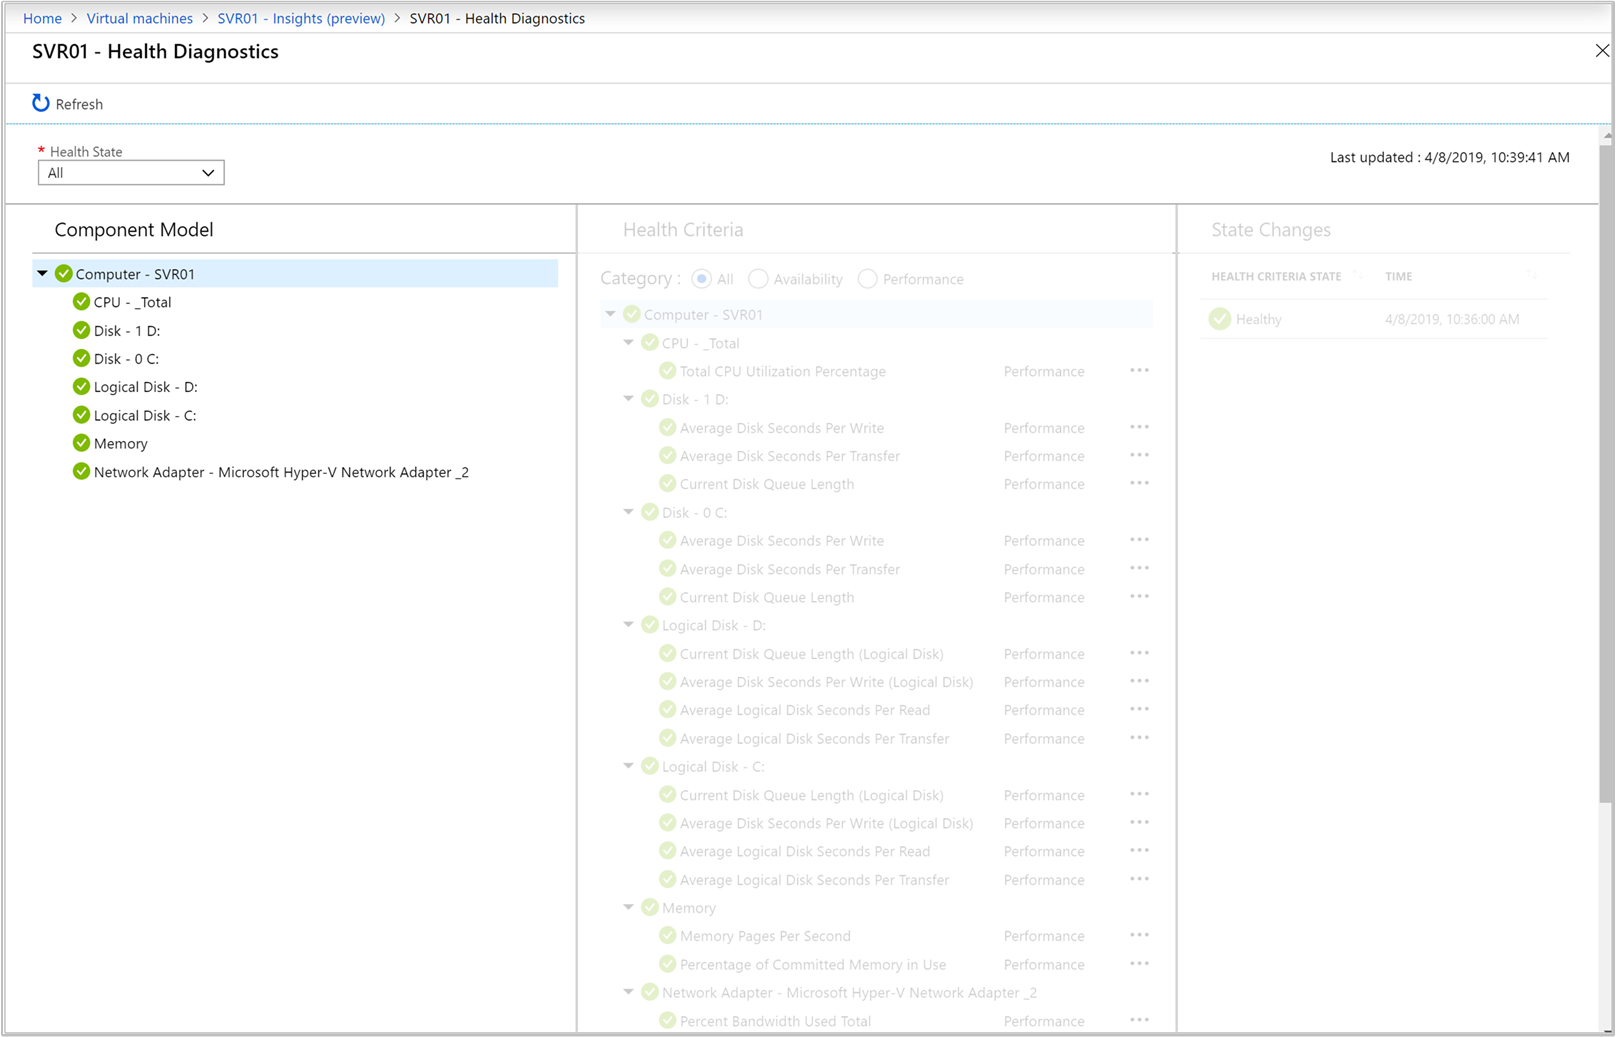 Home > Virtual machines > SVR01 - Insights (preview) > SVR01 - Health Diagnostics
SVR01 - Health Diagnostics
Refresh
* Health State
All
Last updated : 4/8/2019, 10:39:41 AM
Component Model
Computer - SVR01
CPU - _Total
Disk - 1 D:
Disk - 0 C:
Logical Disk - D:
Logical Disk - C:
Memory
Network Adapter - Microsoft Hyper-V Network Adapter _2
Health Criteria
Category : All Availability Performance
Computer - SVR01
CPU - _Total
Total CPU Utilization Percentage Performance
Disk - 1 D:
Average Disk Seconds Per Write Performance
Average Disk Seconds Per Transfer Performance
Current Disk Queue Length Performance
Disk - 0 C:
Average Disk Seconds Per Write Performance
Average Disk Seconds Per Transfer Performance
Current Disk Queue Length Performance
Logical Disk - D:
Current Disk Queue Length (Logical Disk) Performance
Average Disk Seconds Per Write (Logical Disk) Performance
Average Logical Disk Seconds Per Read Performance
Average Logical Disk Seconds Per Transfer Performance
Logical Disk - C:
Current Disk Queue Length (Logical Disk) Performance
Average Disk Seconds Per Write (Logical Disk) Performance
Average Logical Disk Seconds Per Read Performance
Average Logical Disk Seconds Per Transfer Performance
Memory
Memory Pages Per Second Performance
Percentage of Committed Memory in Use Performance
Network Adapter - Microsoft Hyper-V Network Adapter _2
Percent Bandwidth Used Total Performance
State Changes
HEALTH CRITERIA STATE TIME
Healthy 4/8/2019, 10:36:00 AM